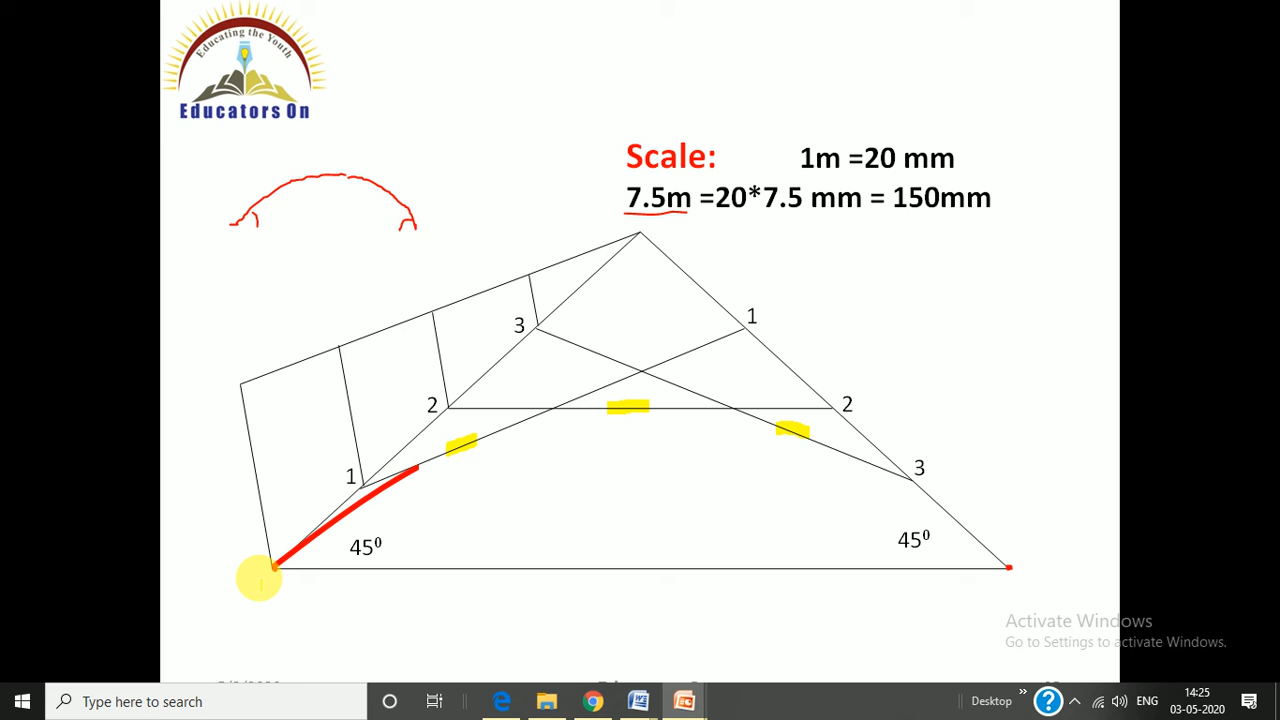 Educating the Youth
Educators On
Scale: 1m =20 mm
7.5m =20*7.5 mm = 150mm
3
1
2
2
1
3
45⁰
45⁰
Activate Windows
Go to Settings to activate Windows.
Type here to search
Desktop
ENG
14:25
03-05-2020